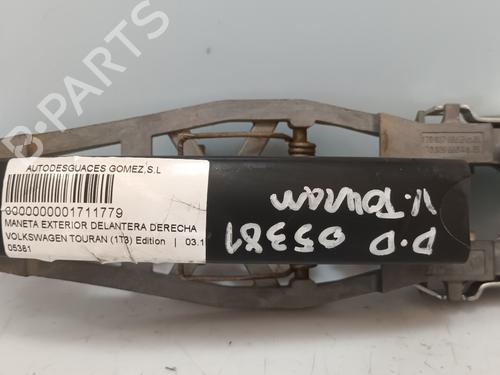 B-PARTS
AUTODESGUACES GOMEZ,S.L
0000000001711779
MANETA EXTERIOR DELANTERA DERECHA
VOLKSWAGEN TOURAN (1T3) Edition | 03.1
05381
V. Touran
D.D 05381